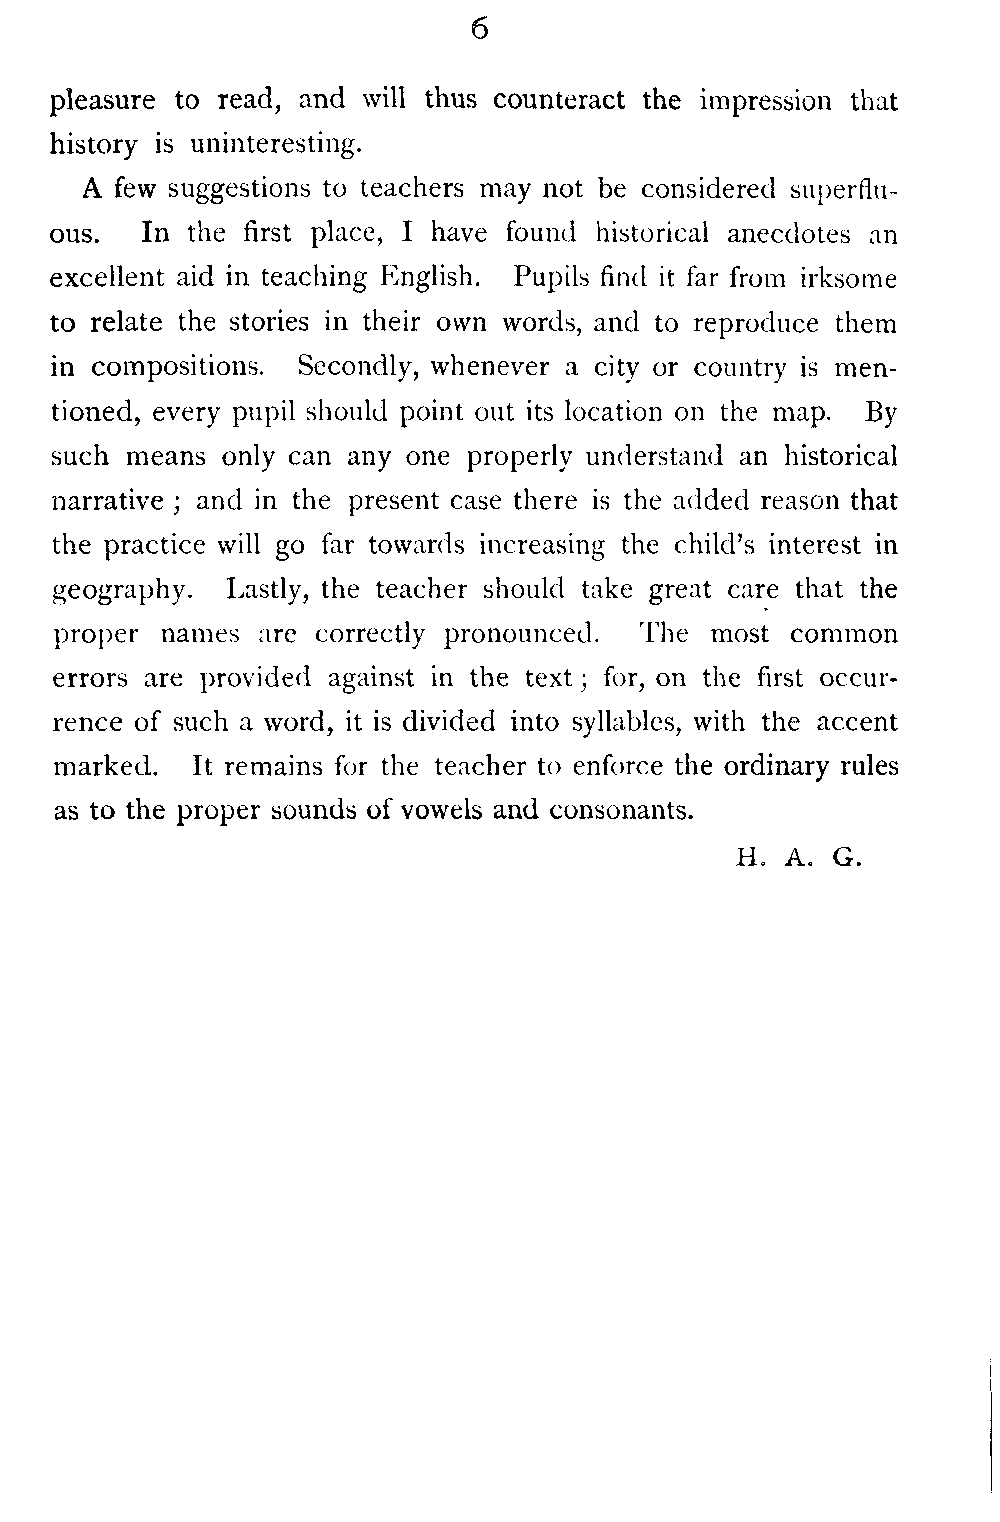 6
pleasure to read, and will thus counteract the impression that
history is uninteresting.
A few suggestions to teachers may not be considered superflu-
ous. In the first place, I have found historical anecdotes an
excellent aid in teaching English. Pupils find it far from irksome
to relate the stories in their own words, and to reproduce them
in compositions. Secondly, whenever a city or country is men-
tioned, every pupil should point out its location on the map. By
such means only can any one properly understand an historical
narrative ; and in the present case there is the added reason that
the practice will go far towards increasing the child's interest in
geography. Lastly, the teacher should take great care that the
proper names are correctly pronounced. The most common
errors are provided against in the text ; for, on the first occur-
rence of such a word, it is divided into syllables, with the accent
marked. It remains for the teacher to enforce the ordinary rules
as to the proper sounds of vowels and consonants.
H. A. G.